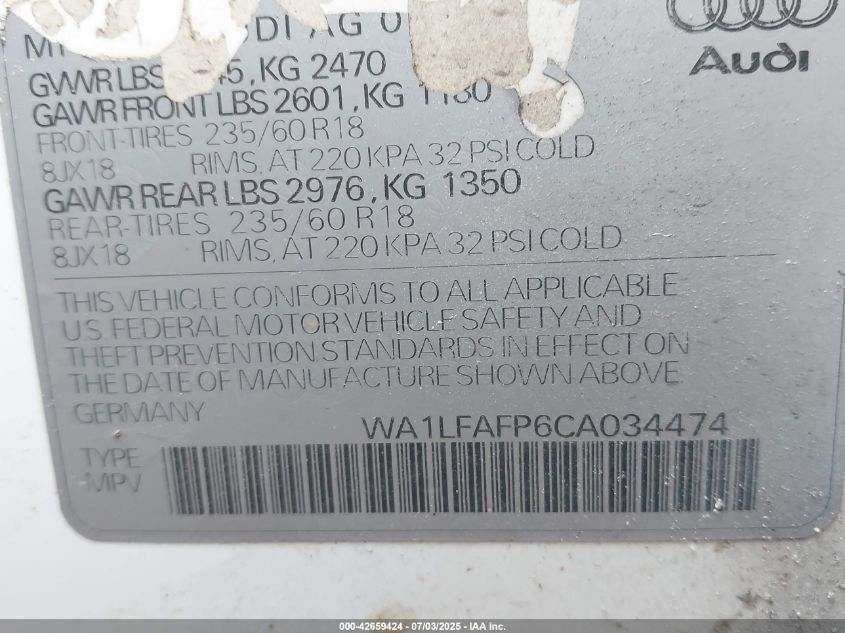 DI AG
Audi
GVWR LBS 45, KG 2470
GAWR FRONT LBS 2601, KG 1180
FRONT-TIRES 235/60 R18
8JX18 RIMS, AT 220 KPA 32 PSI COLD
GAWR REAR LBS 2976, KG 1350
REAR-TIRES 235/60 R18
8JX18 RIMS, AT 220 KPA 32 PSI COLD
THIS VEHICLE CONFORMS TO ALL APPLICABLE
U.S FEDERAL MOTOR VEHICLE SAFETY AND
THEFT PREVENTION STANDARDS IN EFFECT ON
THE DATE OF MANUFACTURE SHOWN ABOVE
GERMANY WA1LFAFP6CA034474
TYPE
MPV
000-42659424 - 07/03/2025 - IAA Inc.